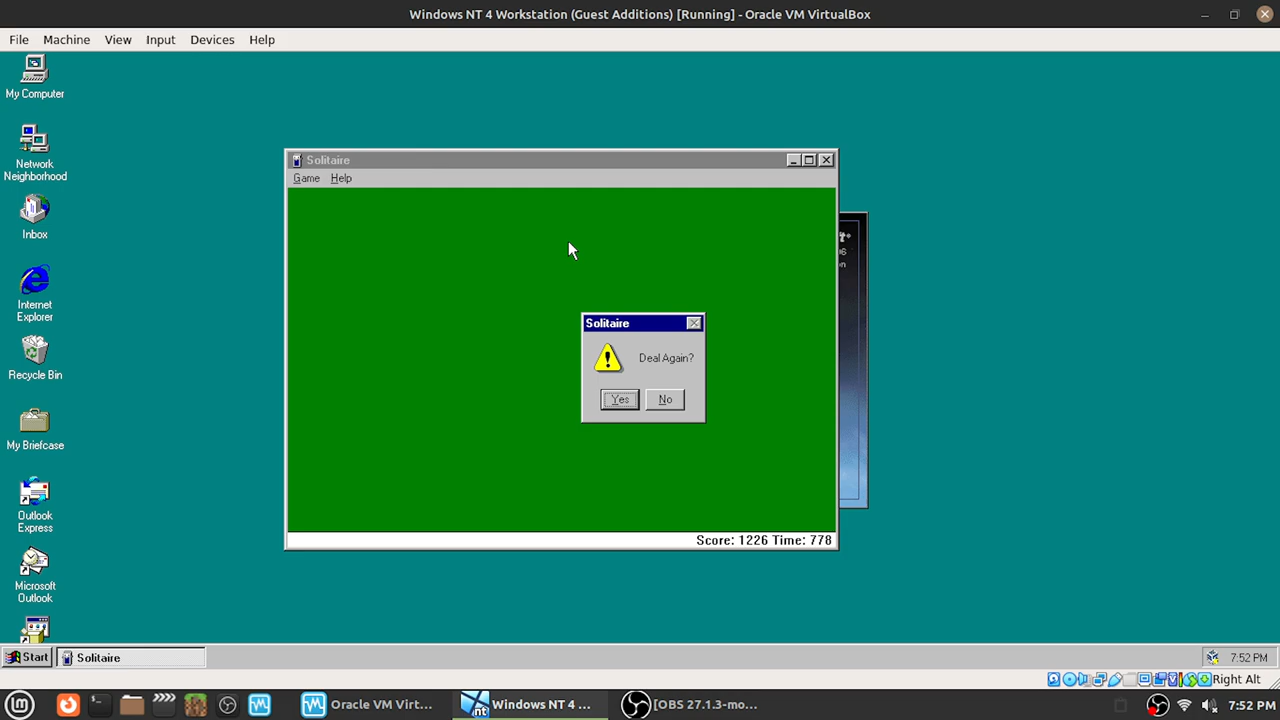 Windows NT 4 Workstation (Guest Additions) [Running] - Oracle VM VirtualBox
File Machine View Input Devices Help
My Computer
Network
Neighborhood
Inbox
Internet
Explorer
Recycle Bin
My Briefcase
Outlook
Express
Microsoft
Outlook
Solitaire
Game Help
Solitaire
Deal Again?
Yes No
Score: 1226 Time: 778
Start Solitaire 7:52 PM
Right Alt
Oracle VM Virt... nt Windows NT 4 ... [OBS 27.1.3-mo... 7:52 PM